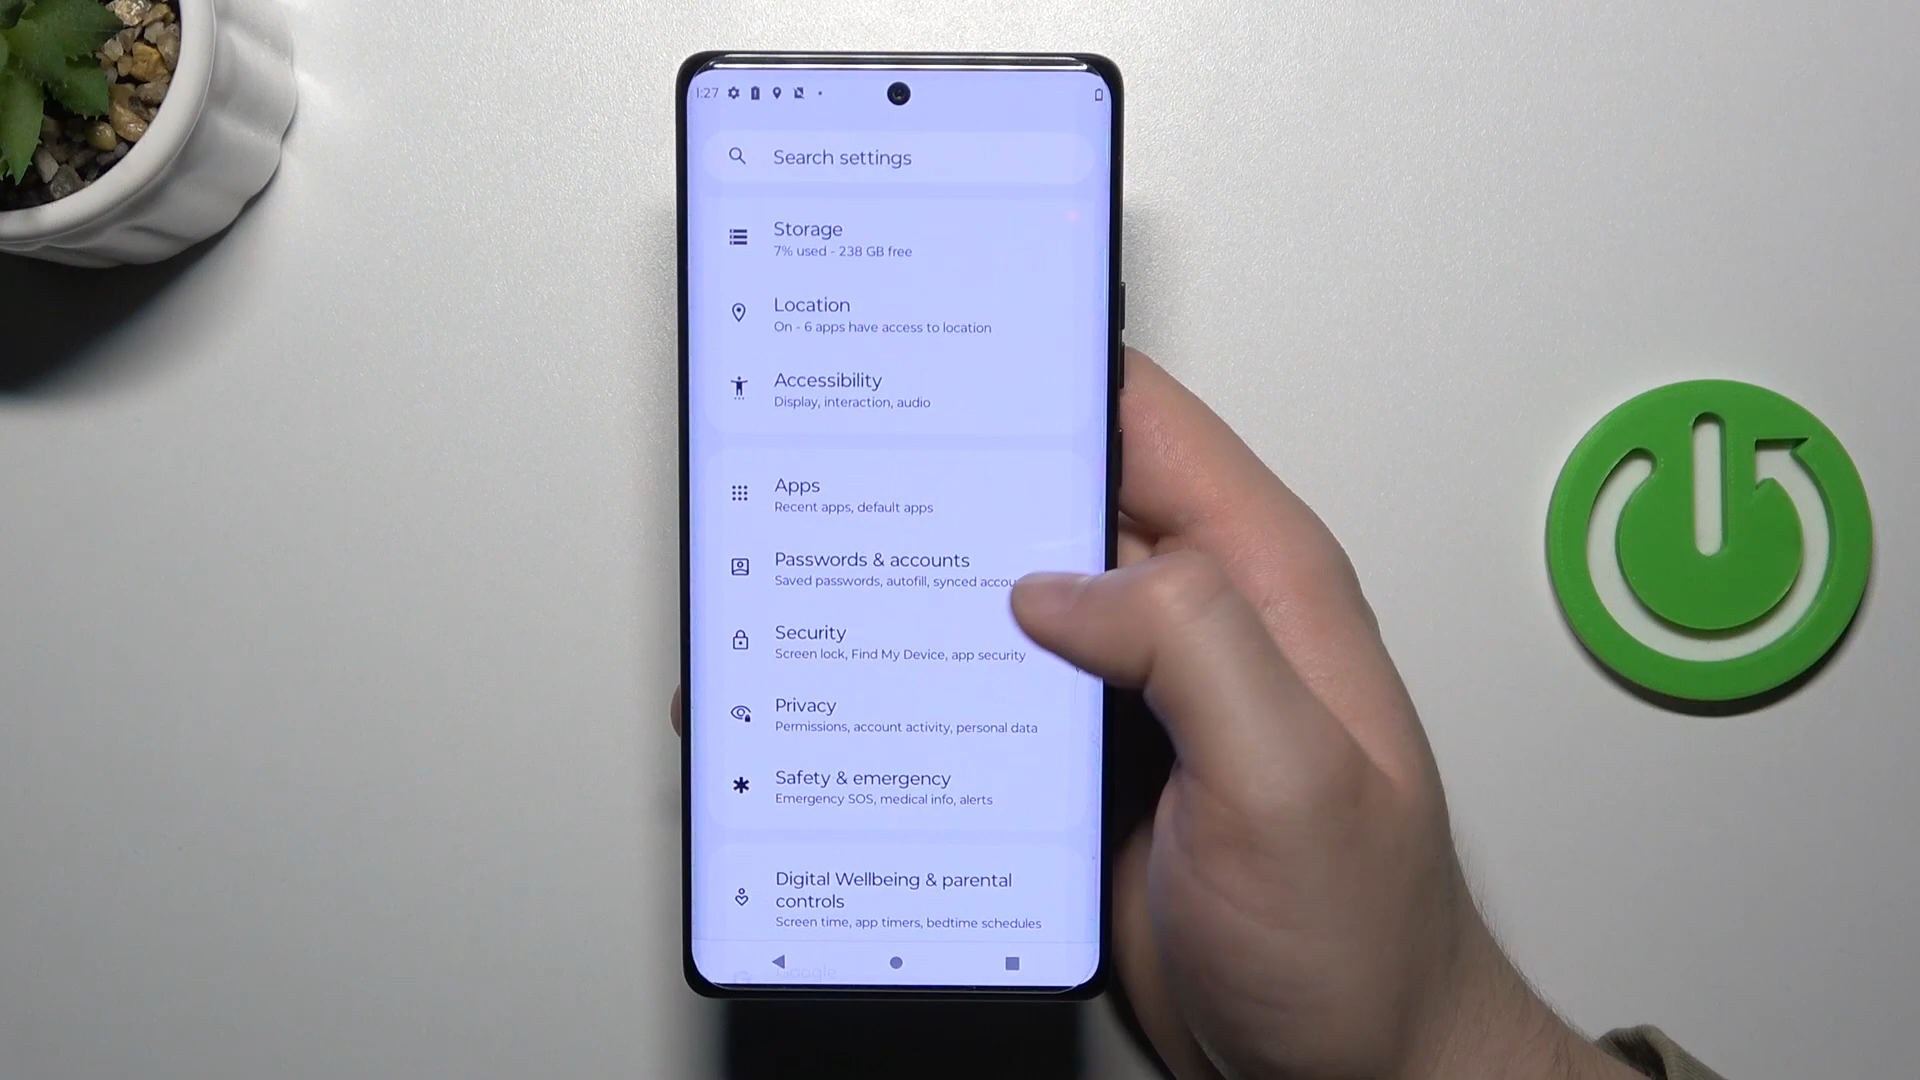 1:27
Search settings
Storage
7% used - 238 GB free
Location
On - 6 apps have access to location
Accessibility
Display, interaction, audio
Apps
Recent apps, default apps
Passwords & accounts
Saved passwords, autofill, synced accou
Security
Screen lock, Find My Device, app security
Privacy
Permissions, account activity, personal data
Safety & emergency
Emergency SOS, medical info, alerts
Digital Wellbeing & parental
controls
Screen time, app timers, bedtime schedules
Google